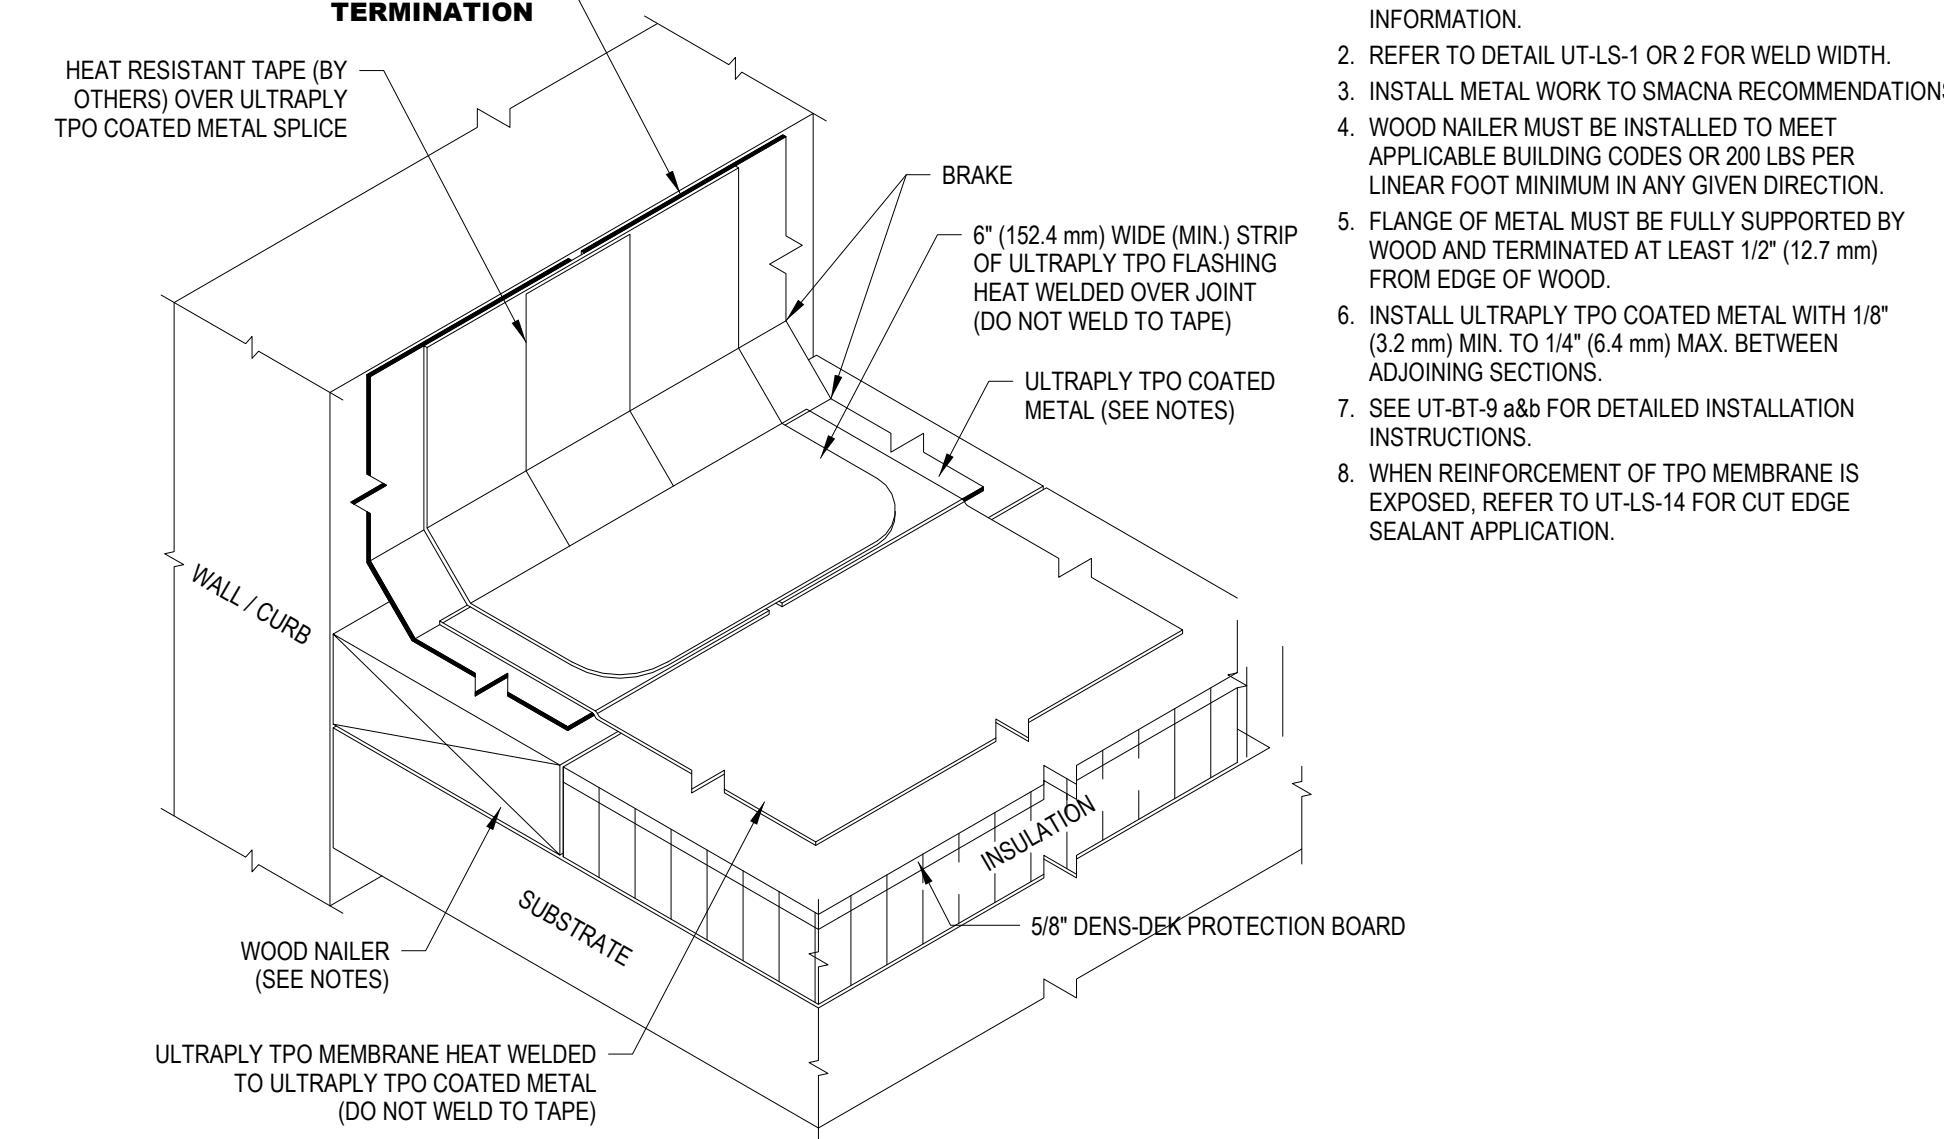 TERMINATION
HEAT RESISTANT TAPE (BY
OTHERS) OVER ULTRAPLY
TPO COATED METAL SPLICE
BRAKE
6" (152.4 mm) WIDE (MIN.) STRIP
OF ULTRAPLY TPO FLASHING
HEAT WELDED OVER JOINT
(DO NOT WELD TO TAPE)
ULTRAPLY TPO COATED
METAL (SEE NOTES)
WALL / CURB
INSULATION
SUBSTRATE
5/8" DENS-DEK PROTECTION BOARD
WOOD NAILER
(SEE NOTES)
ULTRAPLY TPO MEMBRANE HEAT WELDED
TO ULTRAPLY TPO COATED METAL
(DO NOT WELD TO TAPE)
INFORMATION.
2. REFER TO DETAIL UT-LS-1 OR 2 FOR WELD WIDTH.
3. INSTALL METAL WORK TO SMACNA RECOMMENDATIONS
4. WOOD NAILER MUST BE INSTALLED TO MEET
APPLICABLE BUILDING CODES OR 200 LBS PER
LINEAR FOOT MINIMUM IN ANY GIVEN DIRECTION.
5. FLANGE OF METAL MUST BE FULLY SUPPORTED BY
WOOD AND TERMINATED AT LEAST 1/2" (12.7 mm)
FROM EDGE OF WOOD.
6. INSTALL ULTRAPLY TPO COATED METAL WITH 1/8"
(3.2 mm) MIN. TO 1/4" (6.4 mm) MAX. BETWEEN
ADJOINING SECTIONS.
7. SEE UT-BT-9 a&b FOR DETAILED INSTALLATION
INSTRUCTIONS.
8. WHEN REINFORCEMENT OF TPO MEMBRANE IS
EXPOSED, REFER TO UT-LS-14 FOR CUT EDGE
SEALANT APPLICATION.